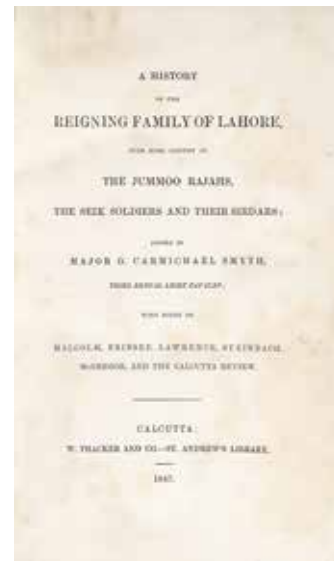 A HISTORY
OF THE
REIGNING FAMILY OF LAHORE,
WITH SOME ACCOUNT OF
THE JUMMOO RAJAHS,
THE SEIK SOLDIERS AND THEIR SIRDARS;
EDITED BY
MAJOR G. CARMICHAEL SMYTH,
THIRD BENGAL LIGHT CAVALRY;
WITH NOTES ON
MALCOLM, PRINSEP, LAWRENCE, STEINBACH,
McGREGOR, AND THE CALCUTTA REVIEW.
CALCUTTA:
W. THACKER AND CO.—ST. ANDREW'S LIBRARY.
1847.